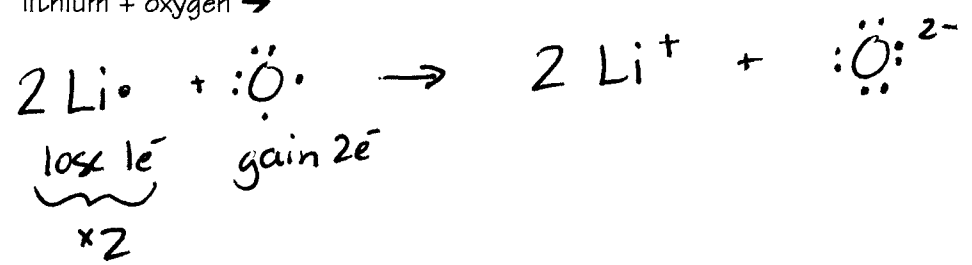 lithium + oxygen →
2 Li• + :Ö• → 2 Li⁺ + :Ö: ²⁻
lose 1e⁻ gain 2e⁻
×2